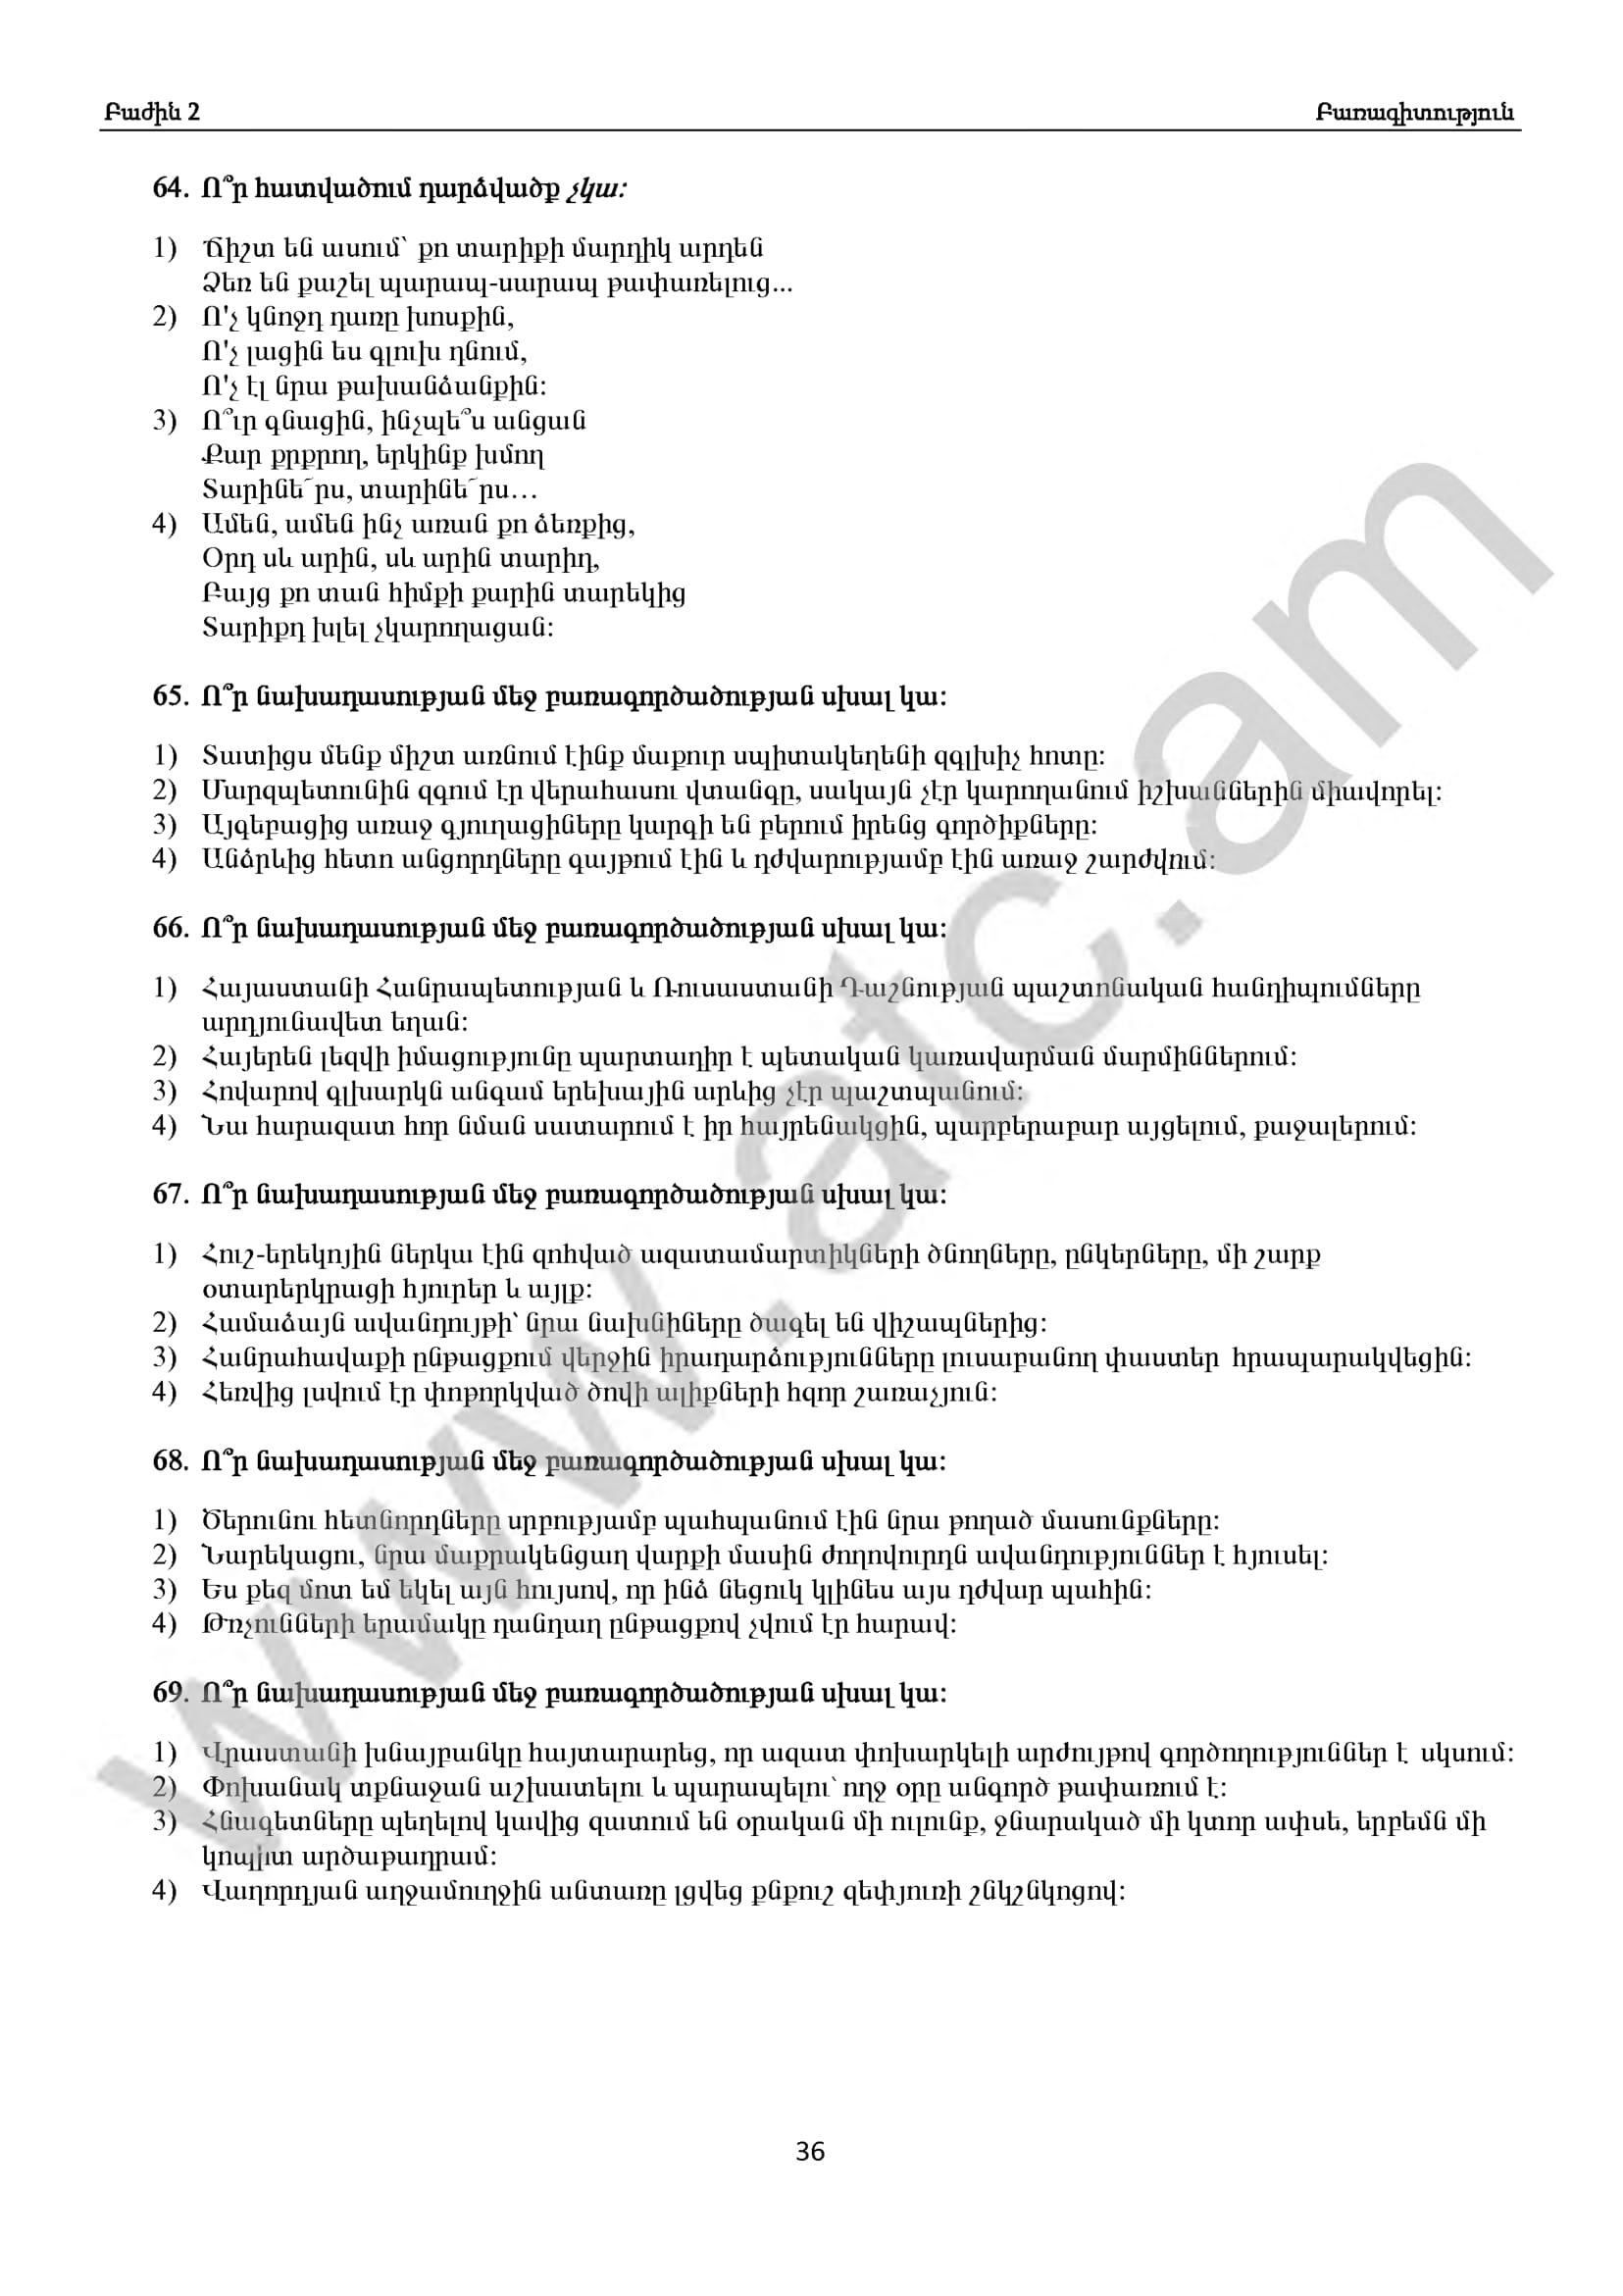 Բաժին 2 Բառագիտություն
64. Ո՞ր հատվածում դարձվածք չկա:
1) Ճիշտ են ասում՝ քո տարիքի մարդիկ արդեն
Ձեռ են քաշել պարապ-սարապ թափառելուց...
2) Ո'չ կնոջդ դառը խոսքին,
Ո'չ լացին ես գլուխ դնում,
Ո'չ էլ նրա թախանձանքին:
3) Ո՞ւր գնացին, ինչպե՞ս անցան
Քար քրքրող, երկինք խմող
Տարինե՜րս, տարինե՜րս…
4) Ամեն, ամեն ինչ առան քո ձեռքից,
Օրդ սև արին, սև արին տարիդ,
Բայց քո տան հիմքի քարին տարեկից
Տարիքդ խլել չկարողացան:
65. Ո՞ր նախադասության մեջ բառագործածության սխալ կա:
1) Տատիցս մենք միշտ առնում էինք մաքուր սպիտակեղենի զգլխիչ հոտը:
2) Մարզպետունին զգում էր վերահասու վտանգը, սակայն չէր կարողանում իշխաններին միավորել:
3) Այգեբացից առաջ գյուղացիները կարգի են բերում իրենց գործիքները:
4) Անձրևից հետո անցորդները գայթում էին և դժվարությամբ էին առաջ շարժվում:
66. Ո՞ր նախադասության մեջ բառագործածության սխալ կա:
1) Հայաստանի Հանրապետության և Ռուսաստանի Դաշնության պաշտոնական հանդիպումները
արդյունավետ եղան:
2) Հայերեն լեզվի իմացությունը պարտադիր է պետական կառավարման մարմիններում:
3) Հովարով գլխարկն անգամ երեխային արևից չէր պաշտպանում:
4) Նա հարազատ հոր նման սատարում է իր հայրենակցին, պարբերաբար այցելում, քաջալերում:
67. Ո՞ր նախադասության մեջ բառագործածության սխալ կա:
1) Հուշ-երեկոյին ներկա էին զոհված ազատամարտիկների ծնողները, ընկերները, մի շարք
օտարերկրացի հյուրեր և այլք:
2) Համաձայն ավանդույթի՝ նրա նախնիները ծագել են վիշապներից:
3) Հանրահավաքի ընթացքում վերջին իրադարձությունները լուսաբանող փաստեր հրապարակվեցին:
4) Հեռվից լսվում էր փոթորկված ծովի ալիքների հզոր շառաչյուն:
68. Ո՞ր նախադասության մեջ բառագործածության սխալ կա:
1) Ծերունու հետնորդները սրբությամբ պահպանում էին նրա թողած մասունքները:
2) Նարեկացու, նրա մաքրակենցաղ վարքի մասին ժողովուրդն ավանդություններ է հյուսել:
3) Ես քեզ մոտ եմ եկել այն հույսով, որ ինձ նեցուկ կլինես այս դժվար պահին:
4) Թռչունների երամակը դանդաղ ընթացքով չվում էր հարավ:
69. Ո՞ր նախադասության մեջ բառագործածության սխալ կա:
1) Վրաստանի խնայբանկը հայտարարեց, որ ազատ փոխարկելի արժույթով գործողություններ է սկսում:
2) Փոխանակ տքնաջան աշխատելու և պարապելու՝ ողջ օրը անգործ թափառում է:
3) Հնագետները պեղելով կավից զատում են օրական մի ուլունք, ջնարակած մի կտոր ափսե, երբեմն մի
կոպիտ արծաթադրամ:
4) Վաղորդյան աղջամուղջին անտառը լցվեց քնքուշ զեփյուռի շնկշնկոցով:
www.atc.am
36